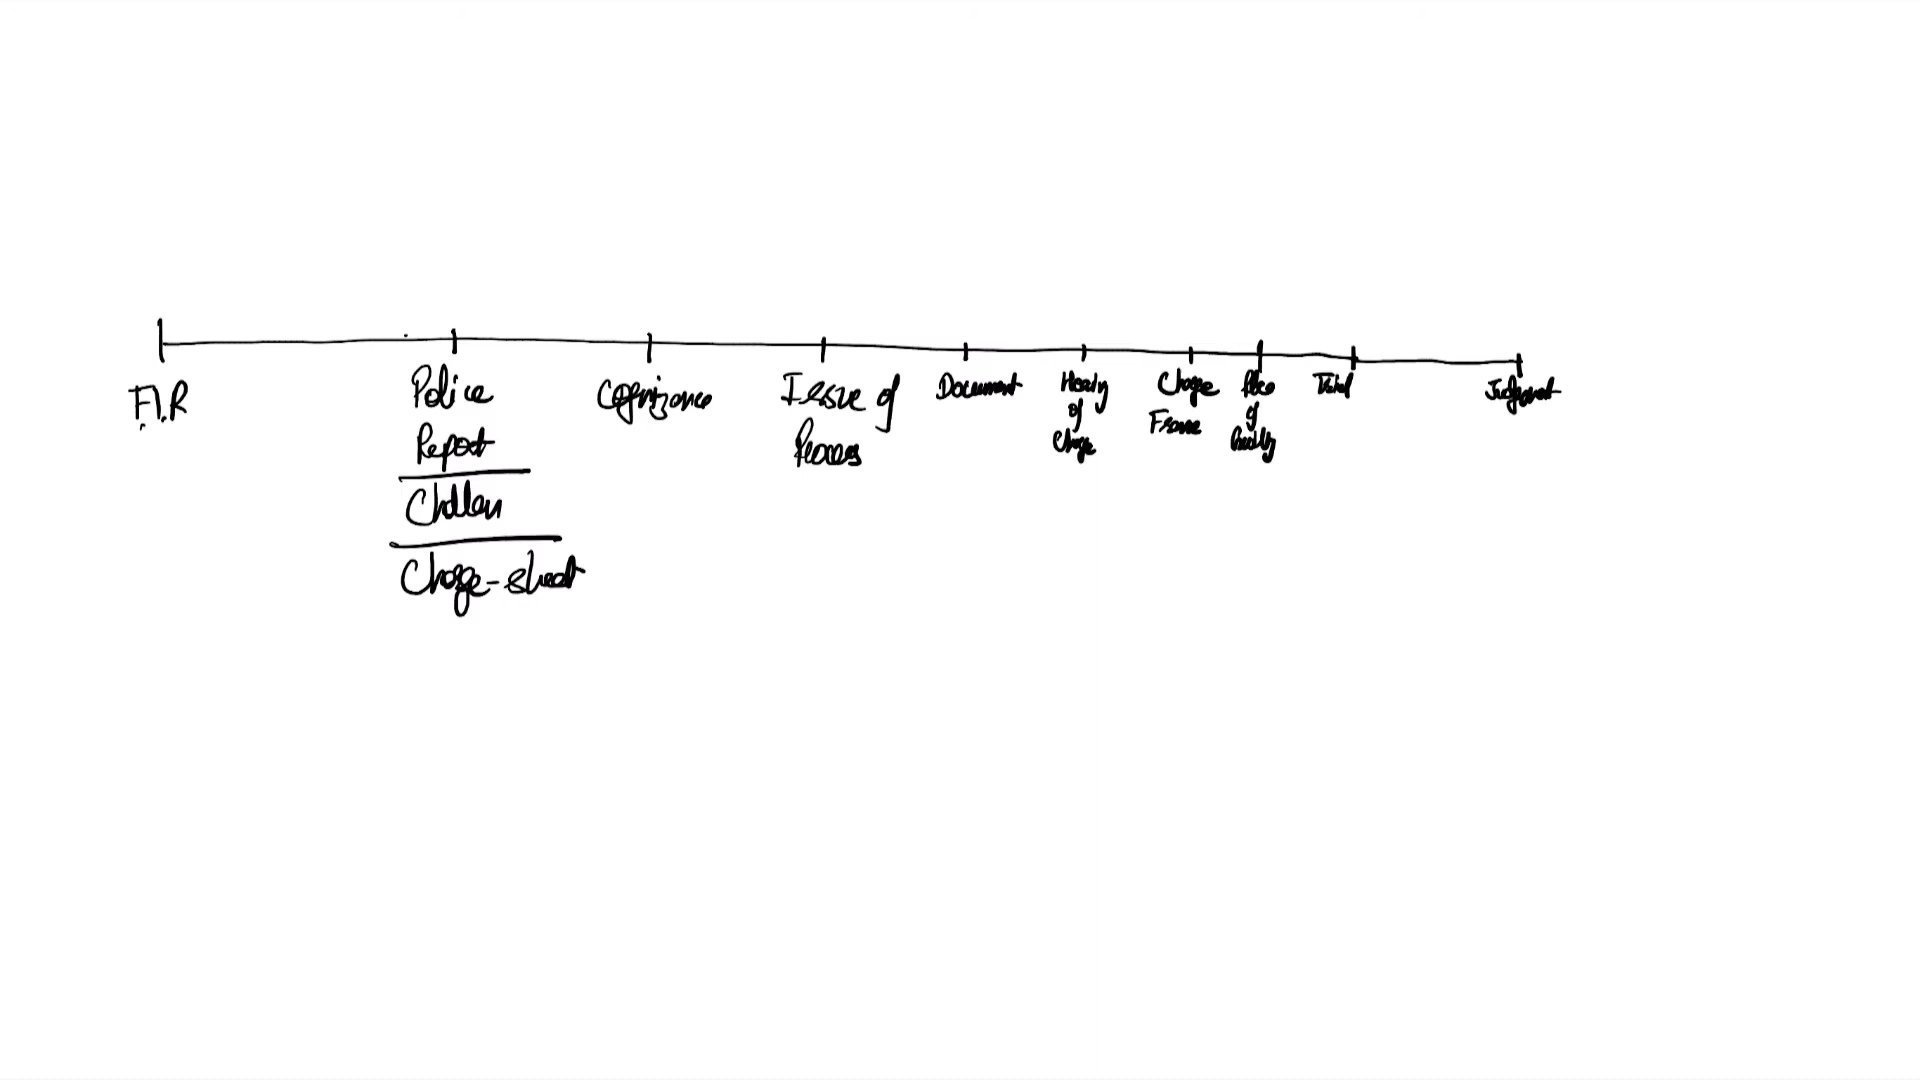 F.I.R
Police
Report
Challan
Charge-sheet
Cognizance
Issue of
Process
Document
Hearing
of
Charge
Charge
Frame
Plea
of
Guilty
Trial
Judgment